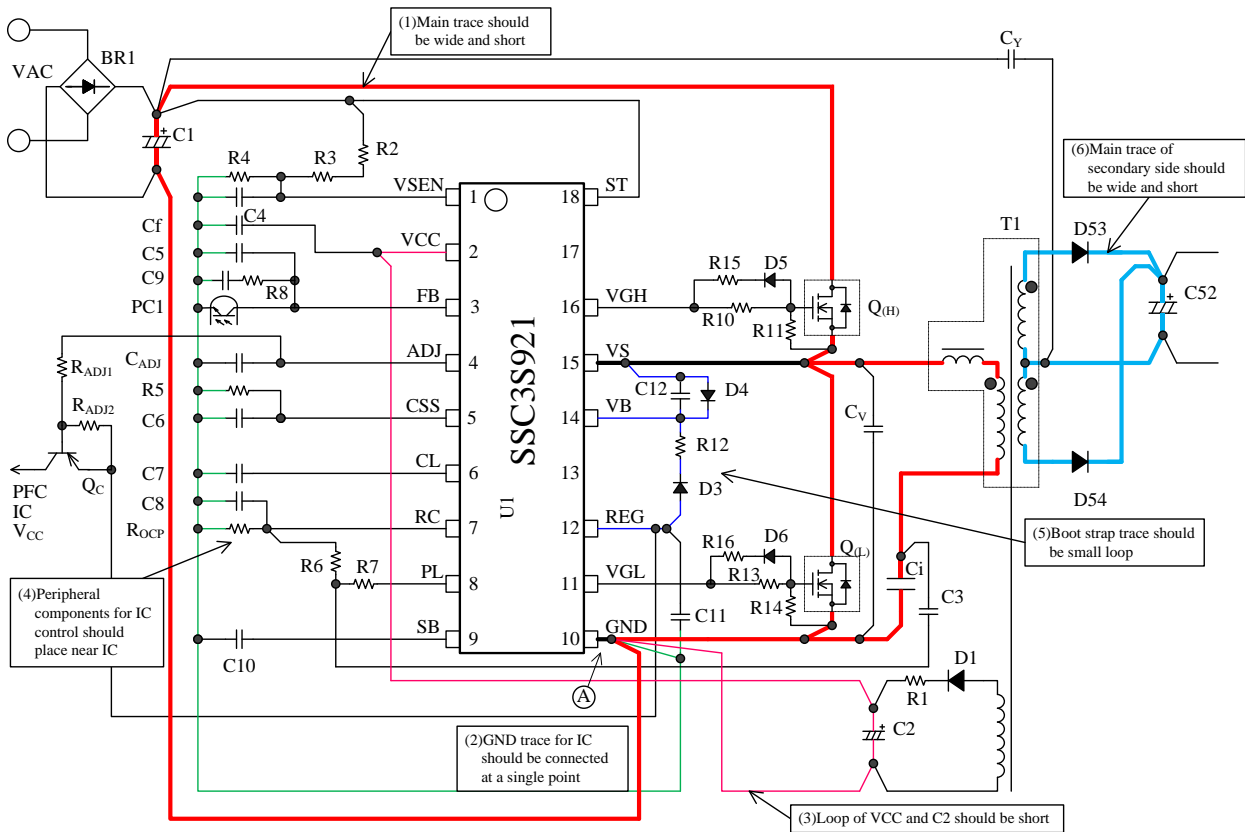 (1)Main trace should
be wide and short
VAC
BR1
C1
CY
R4
R3
R2
VSEN
1
18
ST
C4
Cf
VCC
2
17
C5
C9
R8
PC1
FB
3
16
VGH
R15
D5
R10
R11
Q(H)
CADJ
ADJ
4
15
VS
RADJ1
R5
RADJ2
C6
CSS
5
14
VB
C12
D4
CV
R12
SSC3S921
U1
C7
CL
6
13
D3
PFC
IC
VCC
QC
C8
ROCP
RC
7
12
REG
R6
R7
PL
8
11
VGL
R16
D6
R13
R14
Q(L)
Ci
C3
C11
SB
9
10
GND
C10
A
T1
D53
D54
C52
(6)Main trace of
secondary side should
be wide and short
(5)Boot strap trace should
be small loop
(4)Peripheral
components for IC
control should
place near IC
D1
R1
C2
(2)GND trace for IC
should be connected
at a single point
(3)Loop of VCC and C2 should be short